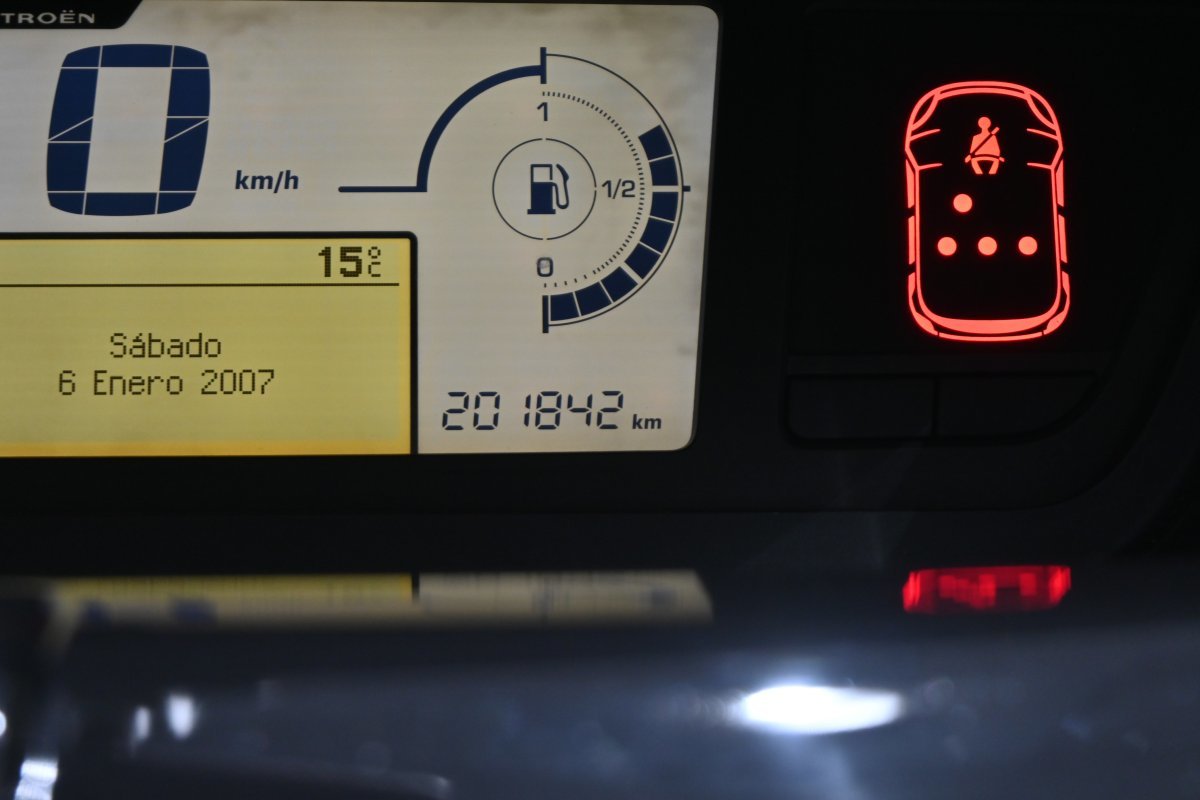 TROËN
0 km/h
1
1/2
0
15°C
Sábado
6 Enero 2007
201842 km